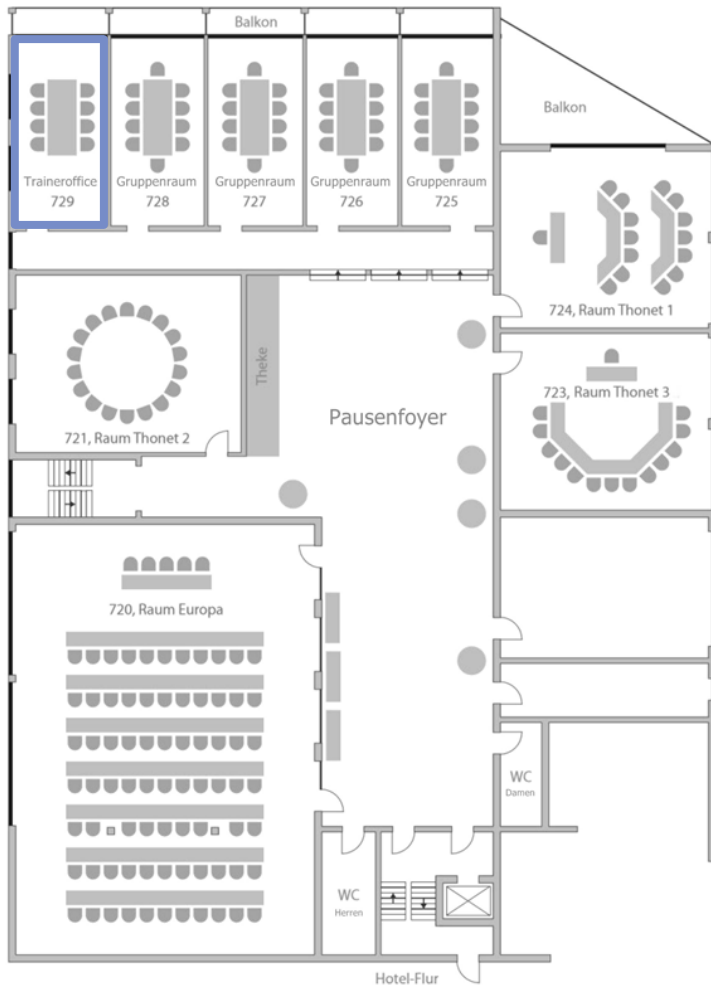 Balkon
Balkon
Traineroffice
729
Gruppenraum
728
Gruppenraum
727
Gruppenraum
726
Gruppenraum
725
724, Raum Thonet 1
723, Raum Thonet 3
721, Raum Thonet 2
Theke
Pausenfoyer
720, Raum Europa
WC
Damen
WC
Herren
Hotel-Flur